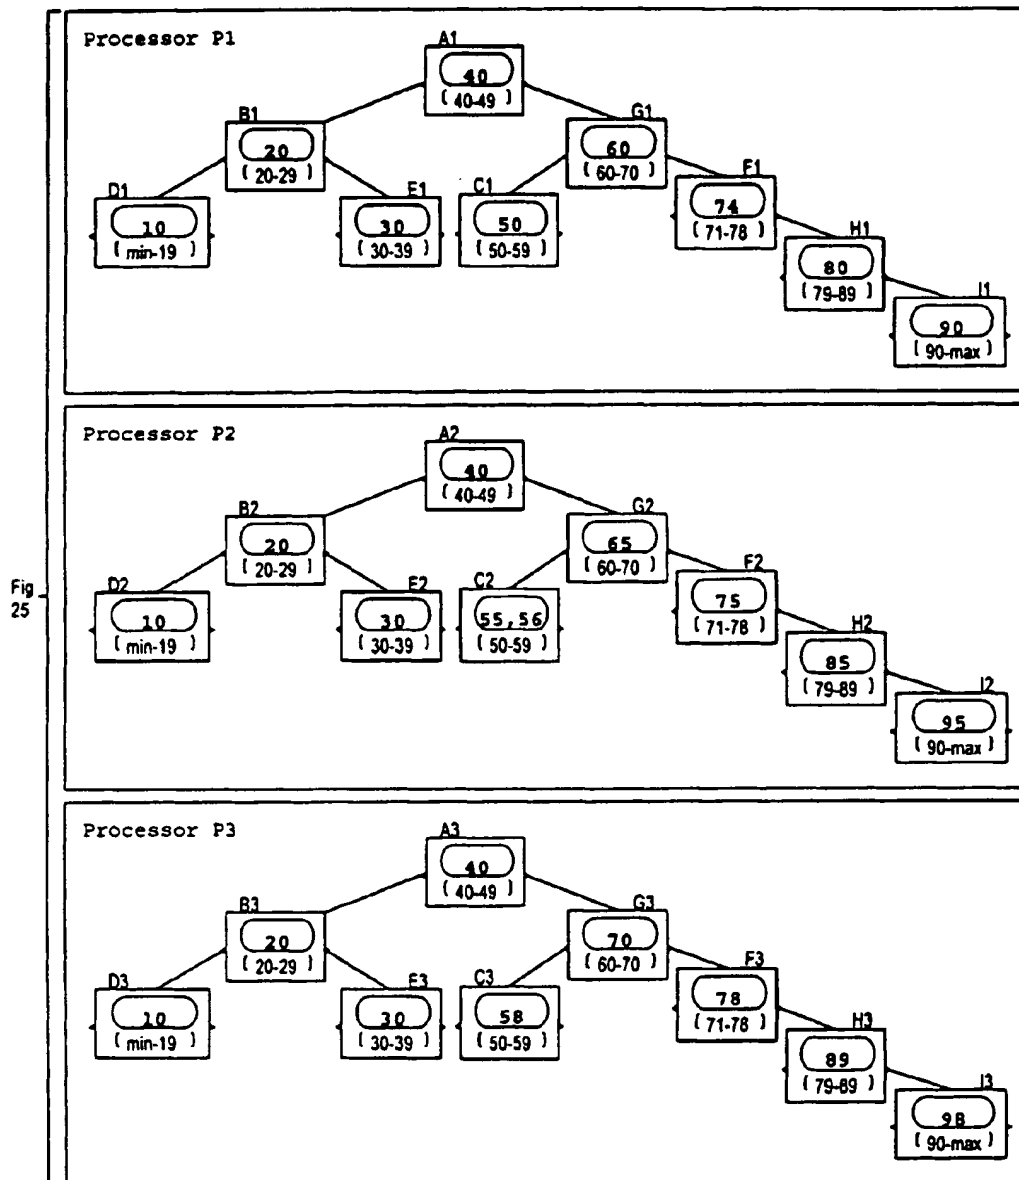 Processor P1
A1
40
( 40-49 )
B1
20
( 20-29 )
G1
60
( 60-70 )
D1
10
( min-19 )
E1
30
( 30-39 )
C1
50
( 50-59 )
F1
74
( 71-78 )
H1
80
( 79-89 )
I1
90
( 90-max )
Processor P2
A2
40
( 40-49 )
B2
20
( 20-29 )
G2
65
( 60-70 )
Fig
25
D2
10
( min-19 )
E2
30
( 30-39 )
C2
55,56
( 50-59 )
F2
75
( 71-78 )
H2
85
( 79-89 )
I2
95
( 90-max )
Processor P3
A3
40
( 40-49 )
B3
20
( 20-29 )
G3
70
( 60-70 )
D3
10
( min-19 )
E3
30
( 30-39 )
C3
58
( 50-59 )
F3
78
( 71-78 )
H3
89
( 79-89 )
I3
98
( 90-max )